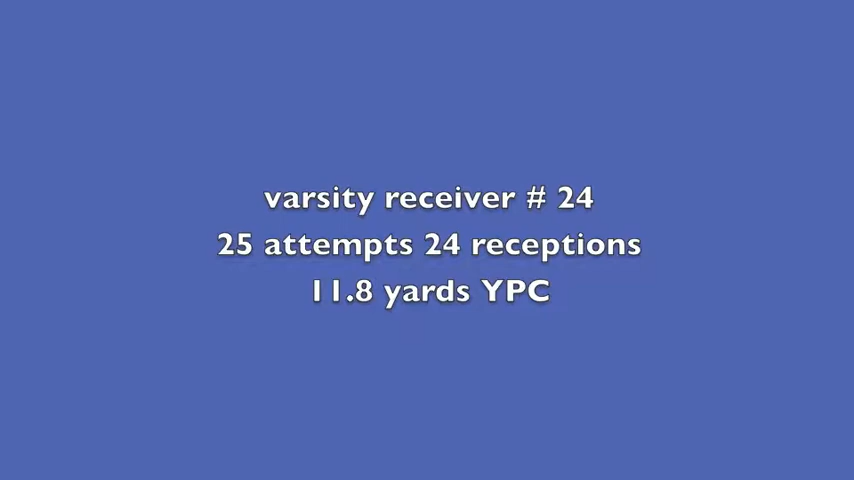 varsity receiver # 24
25 attempts 24 receptions
11.8 yards YPC